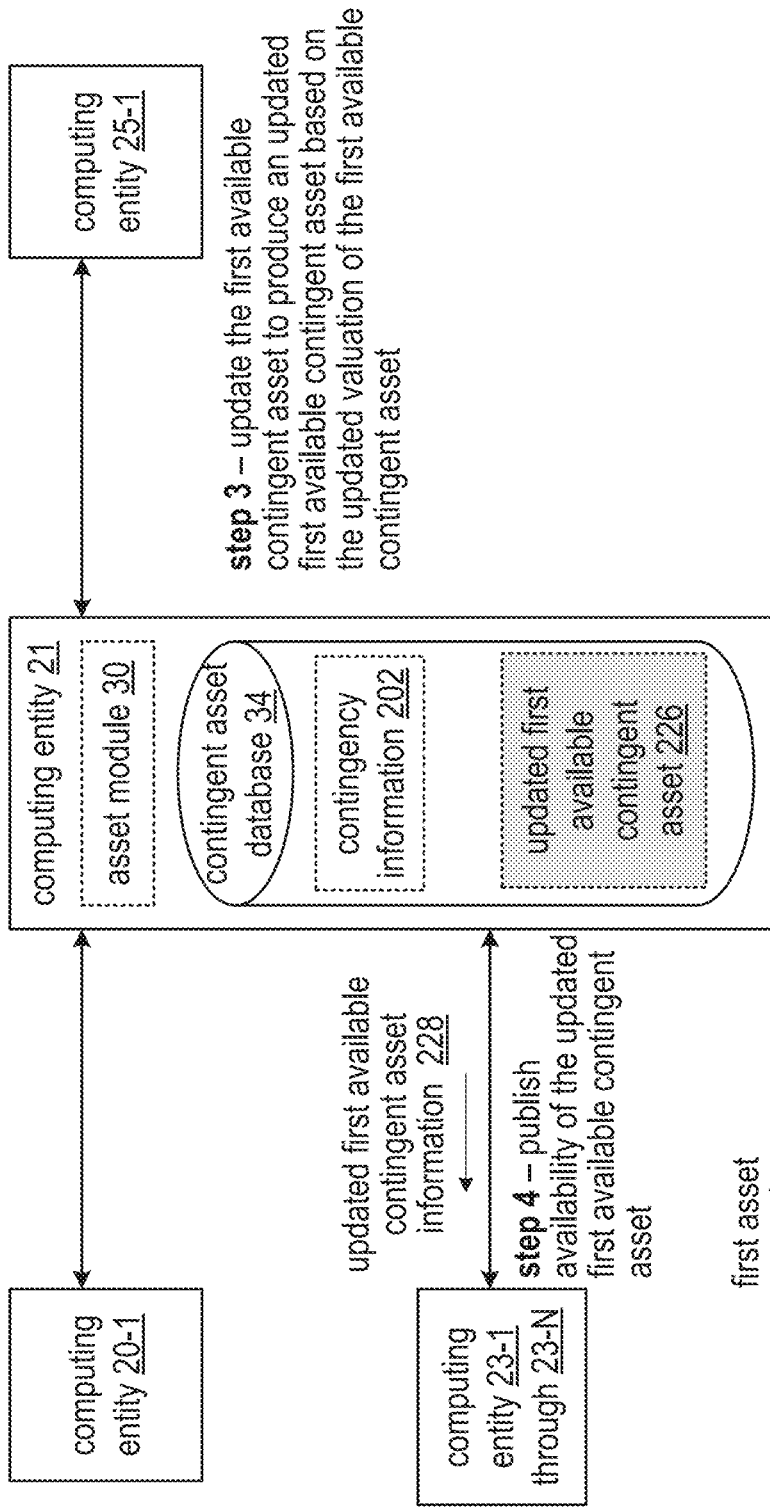 computing
entity 20-1
computing entity 21
asset module 30
contingent asset
database 34
contingency
information 202
updated first
available
contingent
asset 226
computing
entity 25-1
step 3 – update the first available
contingent asset to produce an updated
first available contingent asset based on
the updated valuation of the first available
contingent asset
updated first available
contingent asset
information 228
computing
entity 23-1
through 23-N
step 4 – publish
availability of the updated
first available contingent
asset
first asset